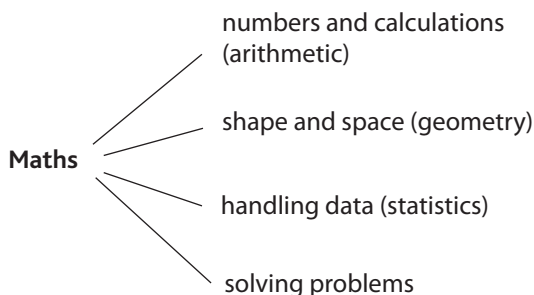 numbers and calculations
(arithmetic)
shape and space (geometry)
Maths
handling data (statistics)
solving problems